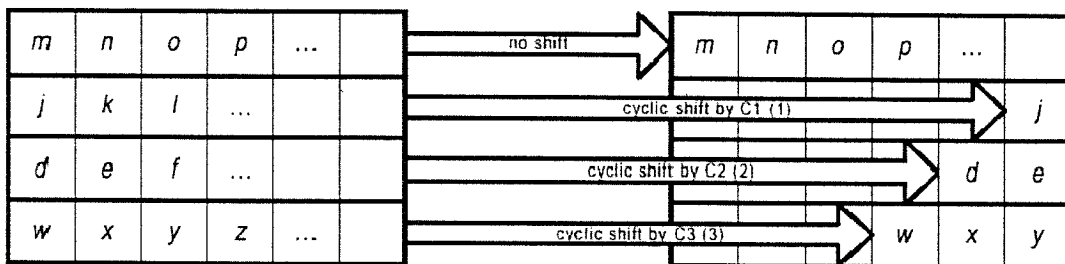 m n o p ... no shift m n o p ...
j k l ... cyclic shift by C1 (1) j
d e f ... cyclic shift by C2 (2) d e
w x y z ... cyclic shift by C3 (3) w x y